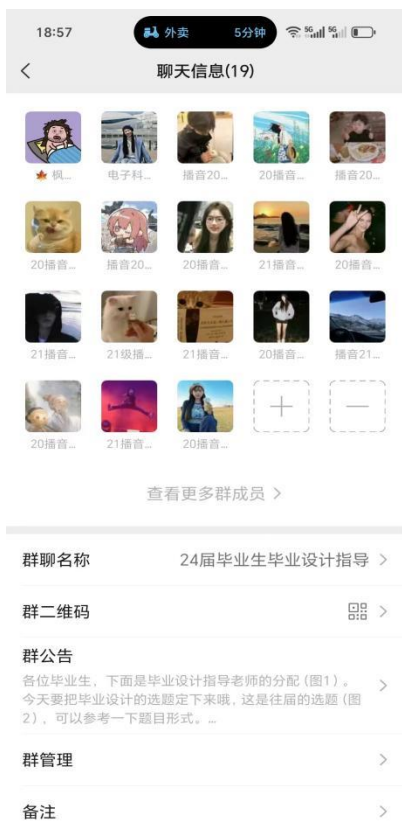 18:57 外卖 5分钟 5G 5G
聊天信息(19)
枫... 电子科... 播音20... 20播音... 播音20...
20播音... 播音20... 20播音... 21播音... 20播音...
21播音... 21级播... 21播音... 20播音... 播音21...
20播音... 21播音... 20播音...
查看更多群成员
群聊名称 24届毕业生毕业设计指导
群二维码
群公告
各位毕业生，下面是毕业设计指导老师的分配(图1)。
今天要把毕业设计的选题定下来哦，这是往届的选题(图
2)，可以参考一下题目形式。...
群管理
备注